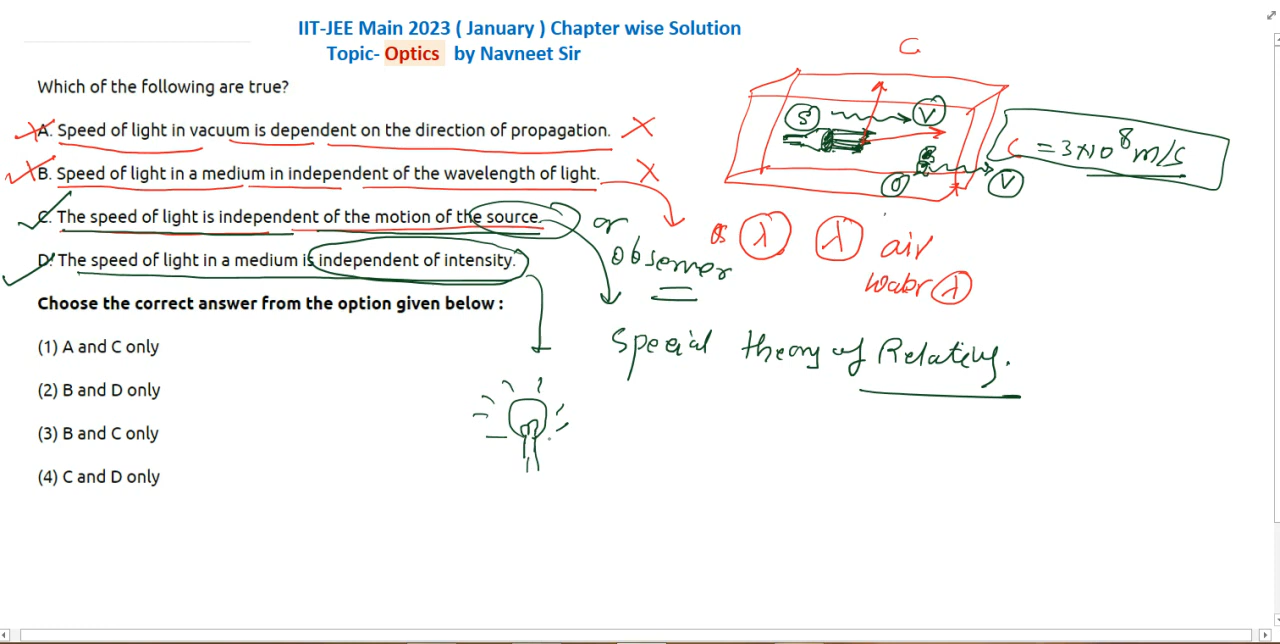 IIT-JEE Main 2023 ( January ) Chapter wise Solution
Topic- Optics by Navneet Sir
Which of the following are true?
A. Speed of light in vacuum is dependent on the direction of propagation.
B. Speed of light in a medium in independent of the wavelength of light.
C. The speed of light is independent of the motion of the source.
D. The speed of light in a medium is independent of intensity.
Choose the correct answer from the option given below :
(1) A and C only
(2) B and D only
(3) B and C only
(4) C and D only
C
S V
C = 3×10⁸ m/s
O V
or
observer
λ λ air
λ
Special theory of